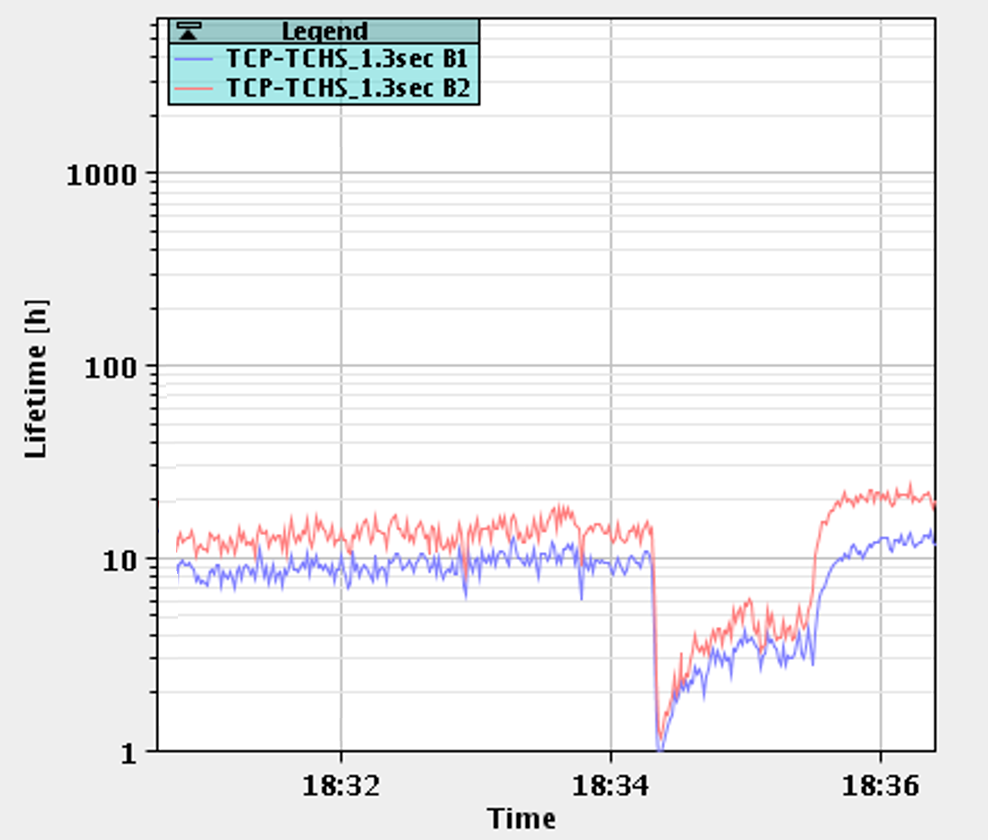 Legend
TCP-TCHS_1.3sec B1
TCP-TCHS_1.3sec B2
1000
100
10
1
Lifetime [h]
18:32 18:34 18:36
Time